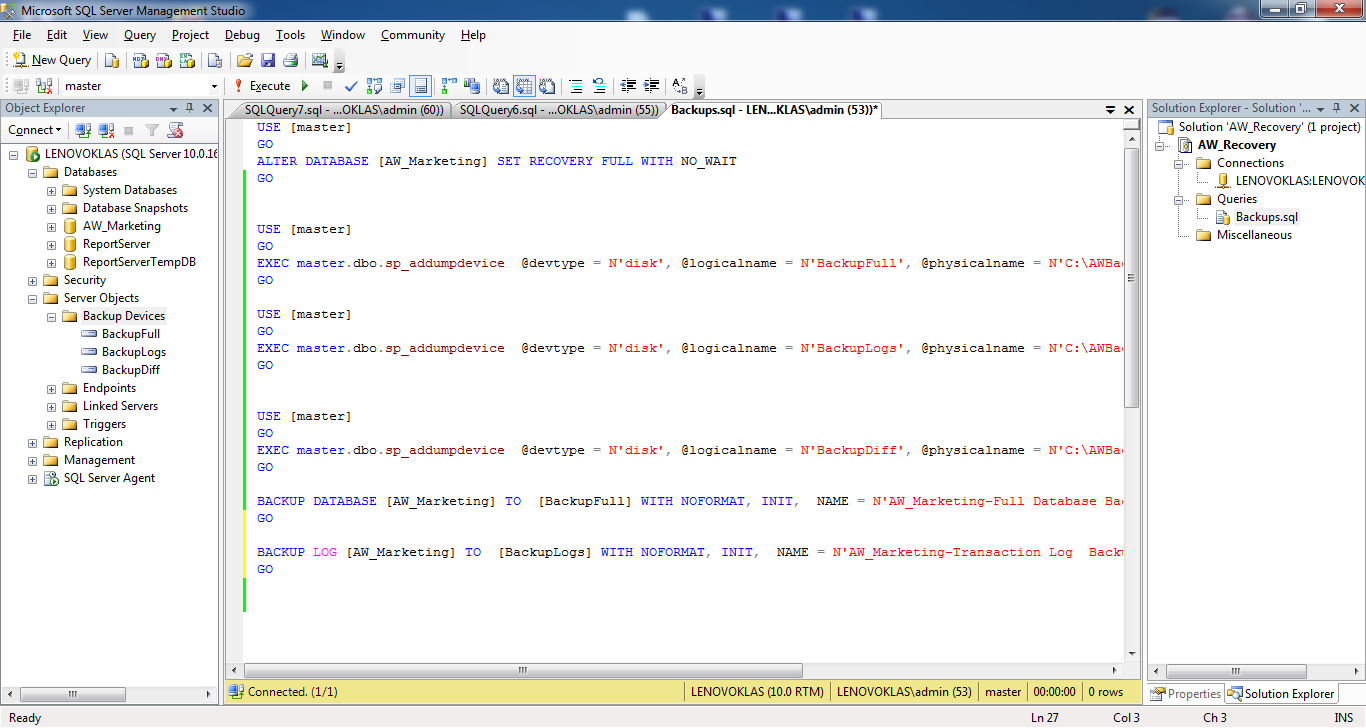 Microsoft SQL Server Management Studio
File Edit View Query Project Debug Tools Window Community Help
New Query
master Execute
Object Explorer
Connect
LENOVOKLAS (SQL Server 10.0.16
Databases
System Databases
Database Snapshots
AW_Marketing
ReportServer
ReportServerTempDB
Security
Server Objects
Backup Devices
BackupFull
BackupLogs
BackupDiff
Endpoints
Linked Servers
Triggers
Replication
Management
SQL Server Agent
SQLQuery7.sql - ...OKLAS\admin (60)) SQLQuery6.sql - ...OKLAS\admin (55)) Backups.sql - LEN...KLAS\admin (53))*
USE [master]
GO
ALTER DATABASE [AW_Marketing] SET RECOVERY FULL WITH NO_WAIT
GO
USE [master]
GO
EXEC master.dbo.sp_addumpdevice  @devtype = N'disk', @logicalname = N'BackupFull', @physicalname = N'C:\AWBa
GO
USE [master]
GO
EXEC master.dbo.sp_addumpdevice  @devtype = N'disk', @logicalname = N'BackupLogs', @physicalname = N'C:\AWBa
GO
USE [master]
GO
EXEC master.dbo.sp_addumpdevice  @devtype = N'disk', @logicalname = N'BackupDiff', @physicalname = N'C:\AWBa
GO
BACKUP DATABASE [AW_Marketing] TO  [BackupFull] WITH NOFORMAT, INIT,  NAME = N'AW_Marketing-Full Database Bac
GO
BACKUP LOG [AW_Marketing] TO  [BackupLogs] WITH NOFORMAT, INIT,  NAME = N'AW_Marketing-Transaction Log  Backu
GO
Connected. (1/1) LENOVOKLAS (10.0 RTM) LENOVOKLAS\admin (53) master 00:00:00 0 rows
Solution Explorer - Solution '...
Solution 'AW_Recovery' (1 project)
AW_Recovery
Connections
LENOVOKLAS:LENOVOK
Queries
Backups.sql
Miscellaneous
Properties Solution Explorer
Ready Ln 27 Col 3 Ch 3 INS